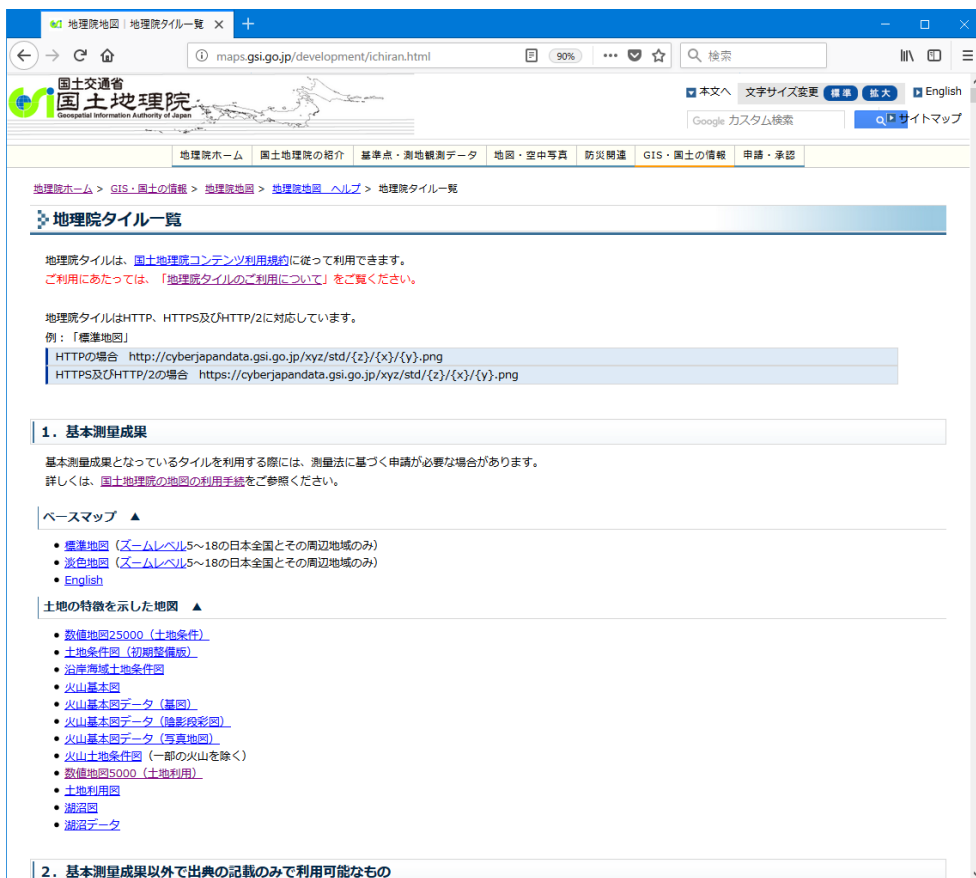 地理院地図 | 地理院タイル一覧
maps.gsi.go.jp/development/ichiran.html
90%
検索
国土交通省
国土地理院
Geospatial Information Authority of Japan
本文へ 文字サイズ変更 標準 拡大 English
Google カスタム検索 サイトマップ
地理院ホーム 国土地理院の紹介 基準点・測地観測データ 地図・空中写真 防災関連 GIS・国土の情報 申請・承認
地理院ホーム > GIS・国土の情報 > 地理院地図 > 地理院地図 ヘルプ > 地理院タイル一覧
地理院タイル一覧
地理院タイルは、国土地理院コンテンツ利用規約に従って利用できます。
ご利用にあたっては、「地理院タイルのご利用について」をご覧ください。
地理院タイルはHTTP、HTTPS及びHTTP/2に対応しています。
例：「標準地図」
HTTPの場合 http://cyberjapandata.gsi.go.jp/xyz/std/{z}/{x}/{y}.png
HTTPS及びHTTP/2の場合 https://cyberjapandata.gsi.go.jp/xyz/std/{z}/{x}/{y}.png
1．基本測量成果
基本測量成果となっているタイルを利用する際には、測量法に基づく申請が必要な場合があります。
詳しくは、国土地理院の地図の利用手続をご参照ください。
ベースマップ ▲
• 標準地図（ズームレベル5～18の日本全国とその周辺地域のみ）
• 淡色地図（ズームレベル5～18の日本全国とその周辺地域のみ）
• English
土地の特徴を示した地図 ▲
• 数値地図25000（土地条件）
• 土地条件図（初期整備版）
• 沿岸海域土地条件図
• 火山基本図
• 火山基本図データ（基図）
• 火山基本図データ（陰影段彩図）
• 火山基本図データ（写真地図）
• 火山土地条件図（一部の火山を除く）
• 数値地図5000（土地利用）
• 土地利用図
• 湖沼図
• 湖沼データ
2．基本測量成果以外で出典の記載のみで利用可能なもの